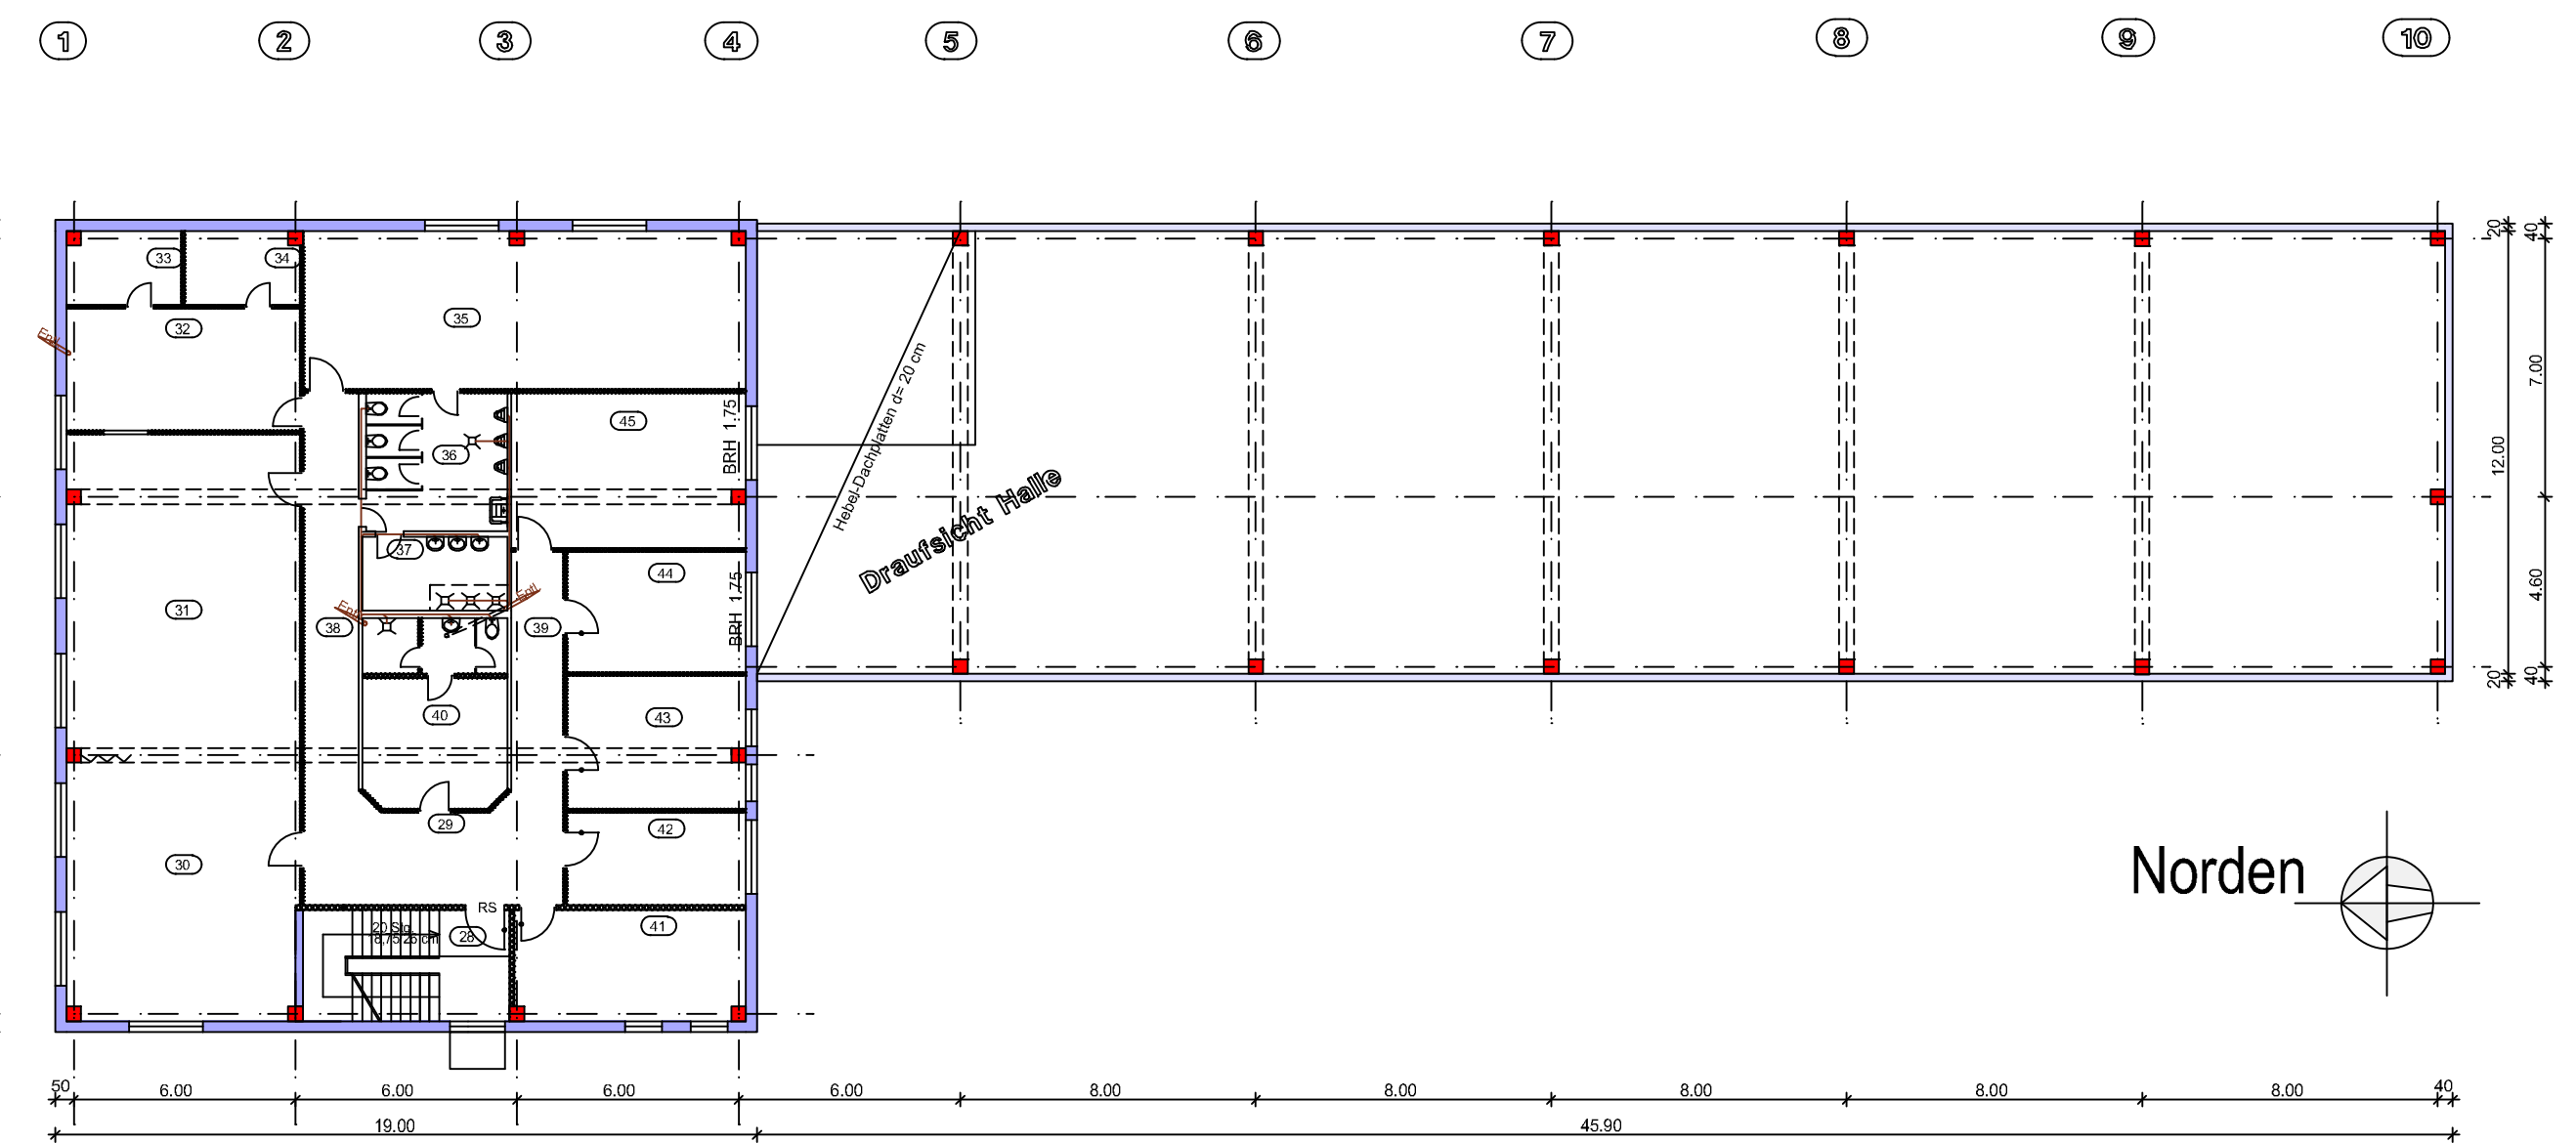 1 2 3 4 5 6 7 8 9 10
33 34
20 40
35
32
Entl.
7.00
Hebel-Dachplatten d= 20 cm
BRH 1.75
45
36
12.00
Draufsicht Halle
37
44
BRH 1.75
4.60
31
Entl.
Entl.
38 39
20 40
40 43
29 42
30
Norden
RS
41
20 Stg.
28
50 6.00 6.00 6.00 6.00 8.00 8.00 8.00 8.00 8.00 40
19.00 45.90